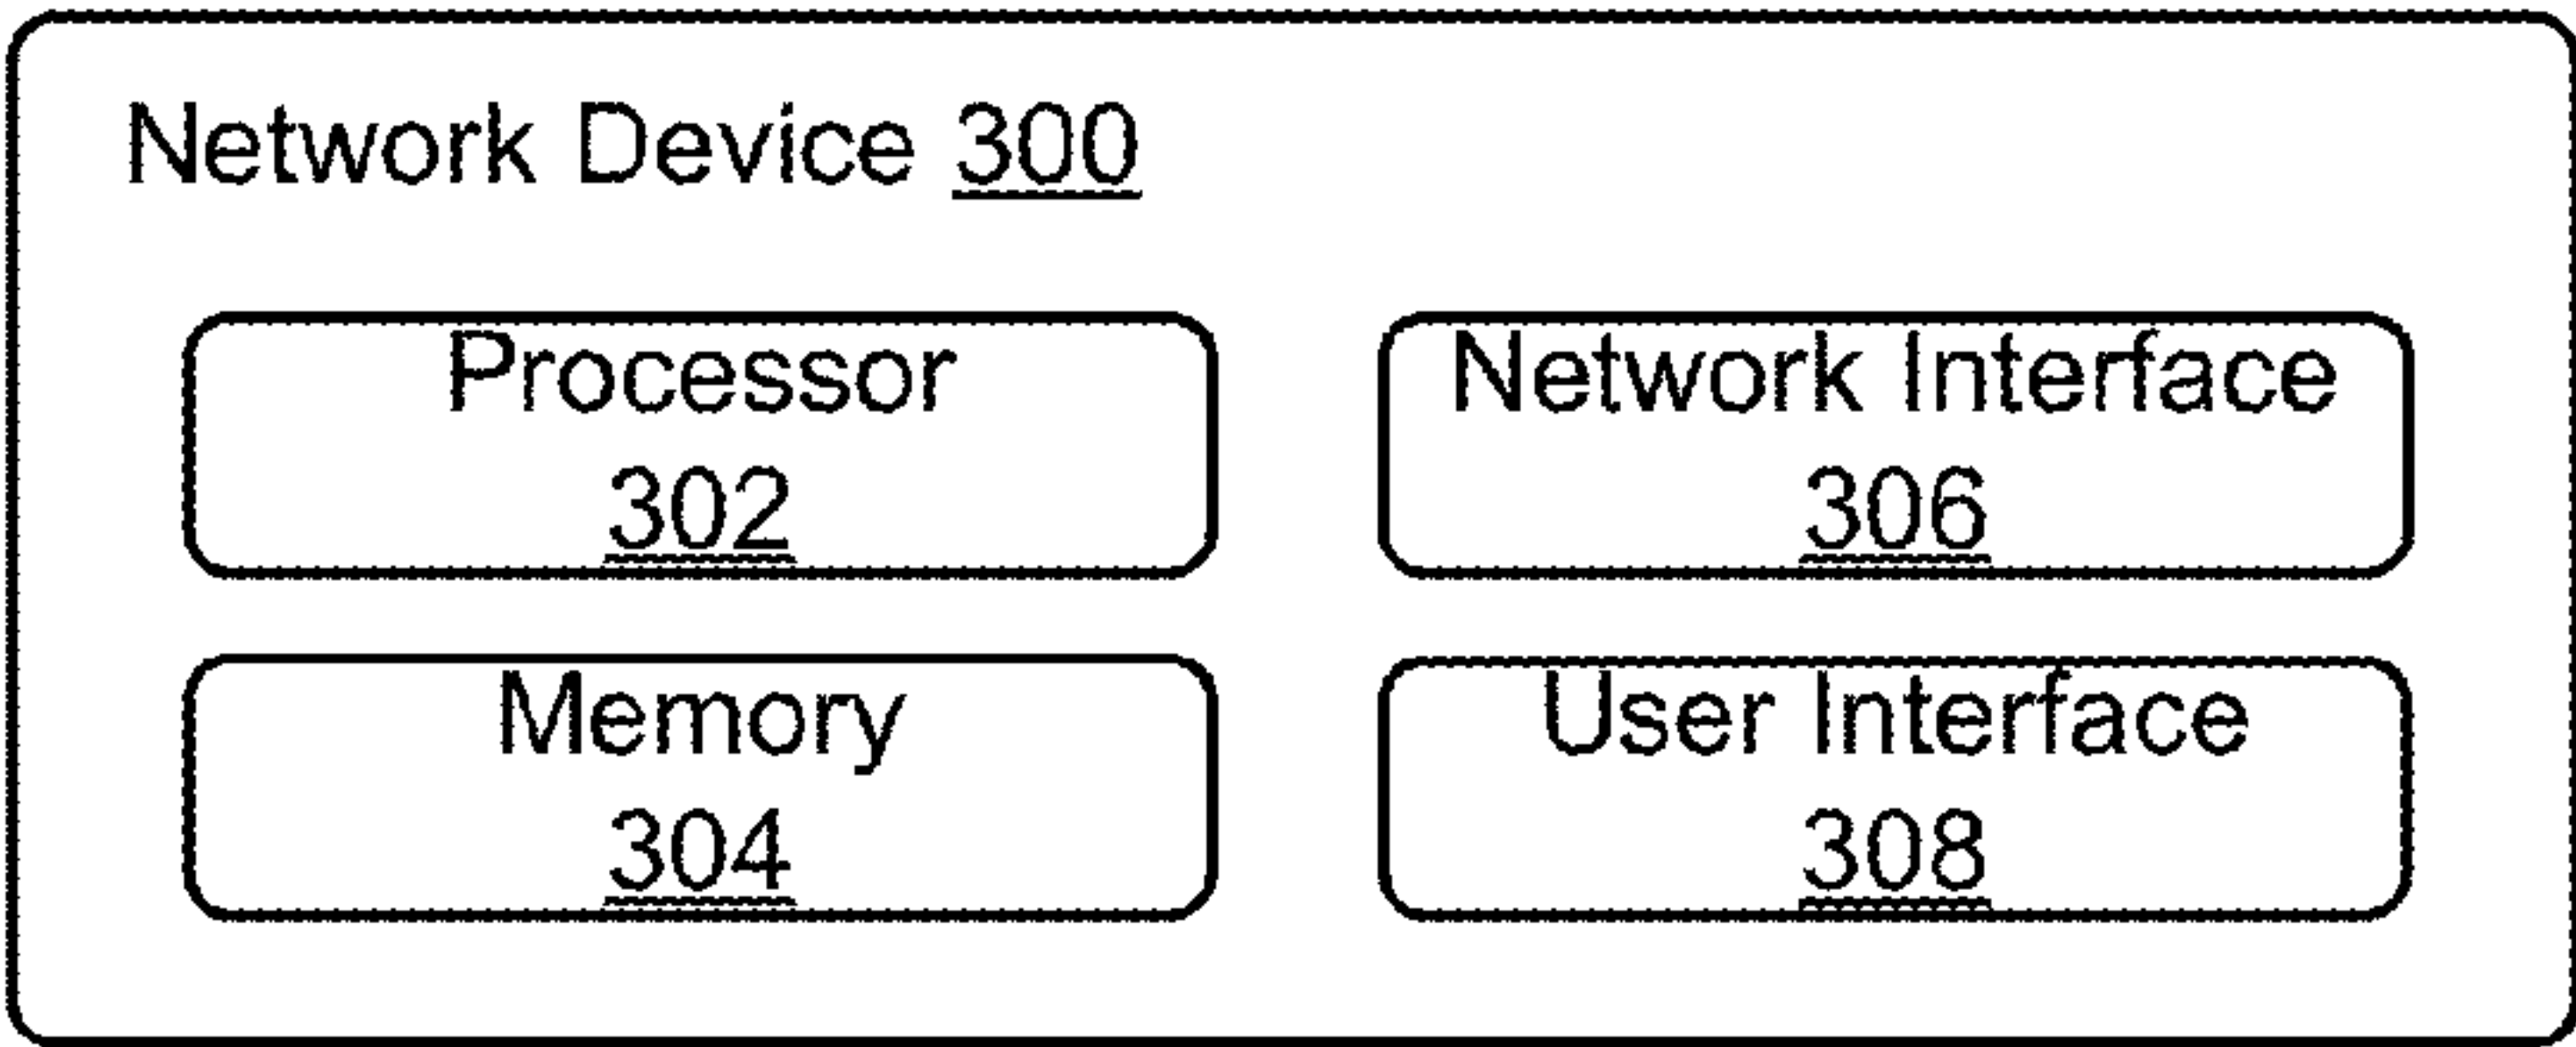 Network Device 300
Processor
302
Network Interface
306
Memory
304
User Interface
308